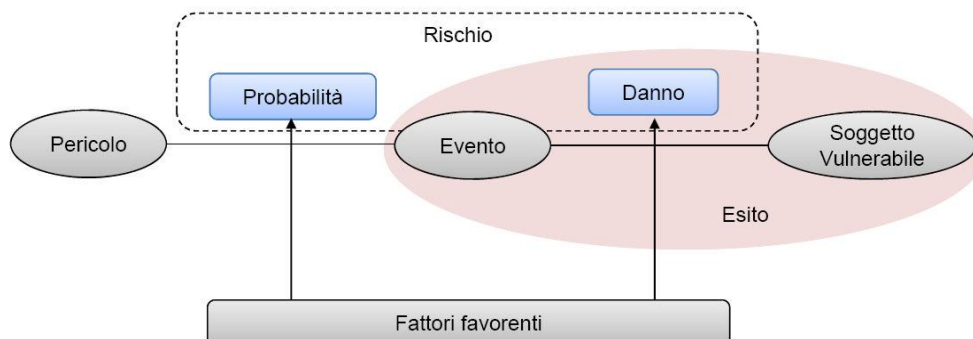 Rischio
Probabilità
Danno
Pericolo
Evento
Soggetto
Vulnerabile
Esito
Fattori favorenti